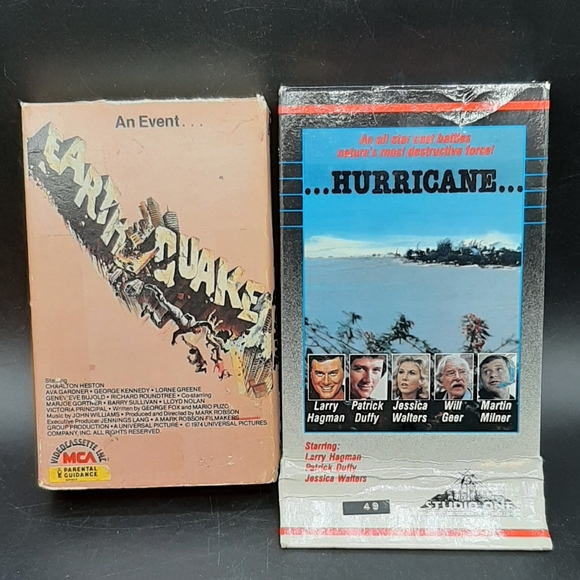 An Event . . .
EARTH
QUAKE
Starring
CHARLTON HESTON
AVA GARDNER • GEORGE KENNEDY • LORNE GREENE
GENEVIEVE BUJOLD • RICHARD ROUNDTREE • Co-starring
MARJOE GORTNER • BARRY SULLIVAN • LLOYD NOLAN
VICTORIA PRINCIPAL • Written by GEORGE FOX and MARIO PUZO
Music by JOHN WILLIAMS • Produced and Directed by MARK ROBSON
Executive Producer JENNINGS LANG • A MARK ROBSON-FILMAKERS
GROUP PRODUCTION • A UNIVERSAL PICTURE • © 1974 UNIVERSAL PICTURES
COMPANY, INC. ALL RIGHTS RESERVED.
MCA
VIDEOCASSETTE, INC.
PARENTAL
GUIDANCE
An all star cast battles
nature's most destructive force!
...HURRICANE...
Larry
Hagman
Patrick
Duffy
Jessica
Walters
Will
Geer
Martin
Milner
Starring:
Larry Hagman
Patrick Duffy
Jessica Walters
49
STUDIO ONE